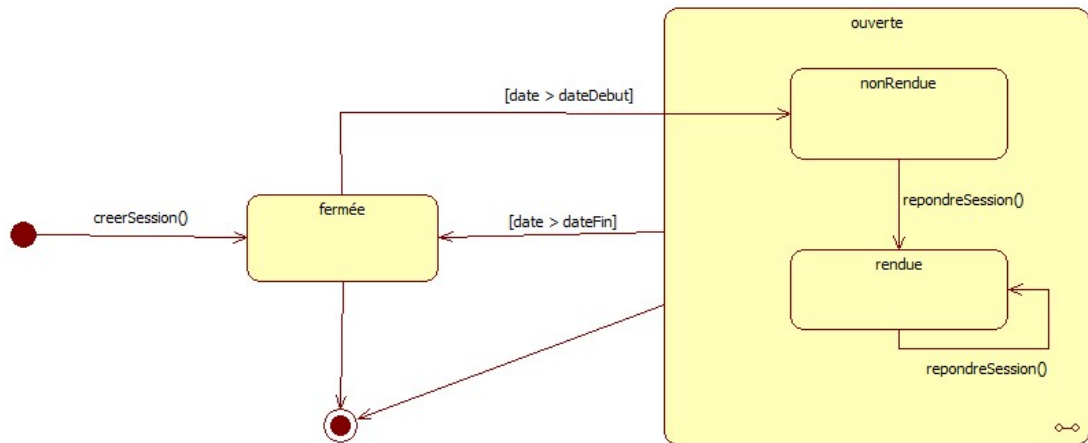 ouverte
nonRendue
[date > dateDebut]
repondreSession()
fermée
creerSession()
[date > dateFin]
rendue
repondreSession()